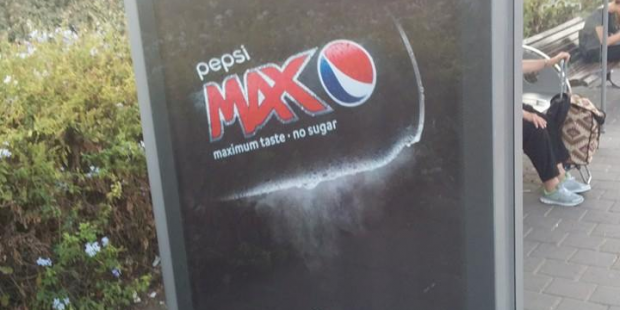 pepsi
MAX
maximum taste · no sugar